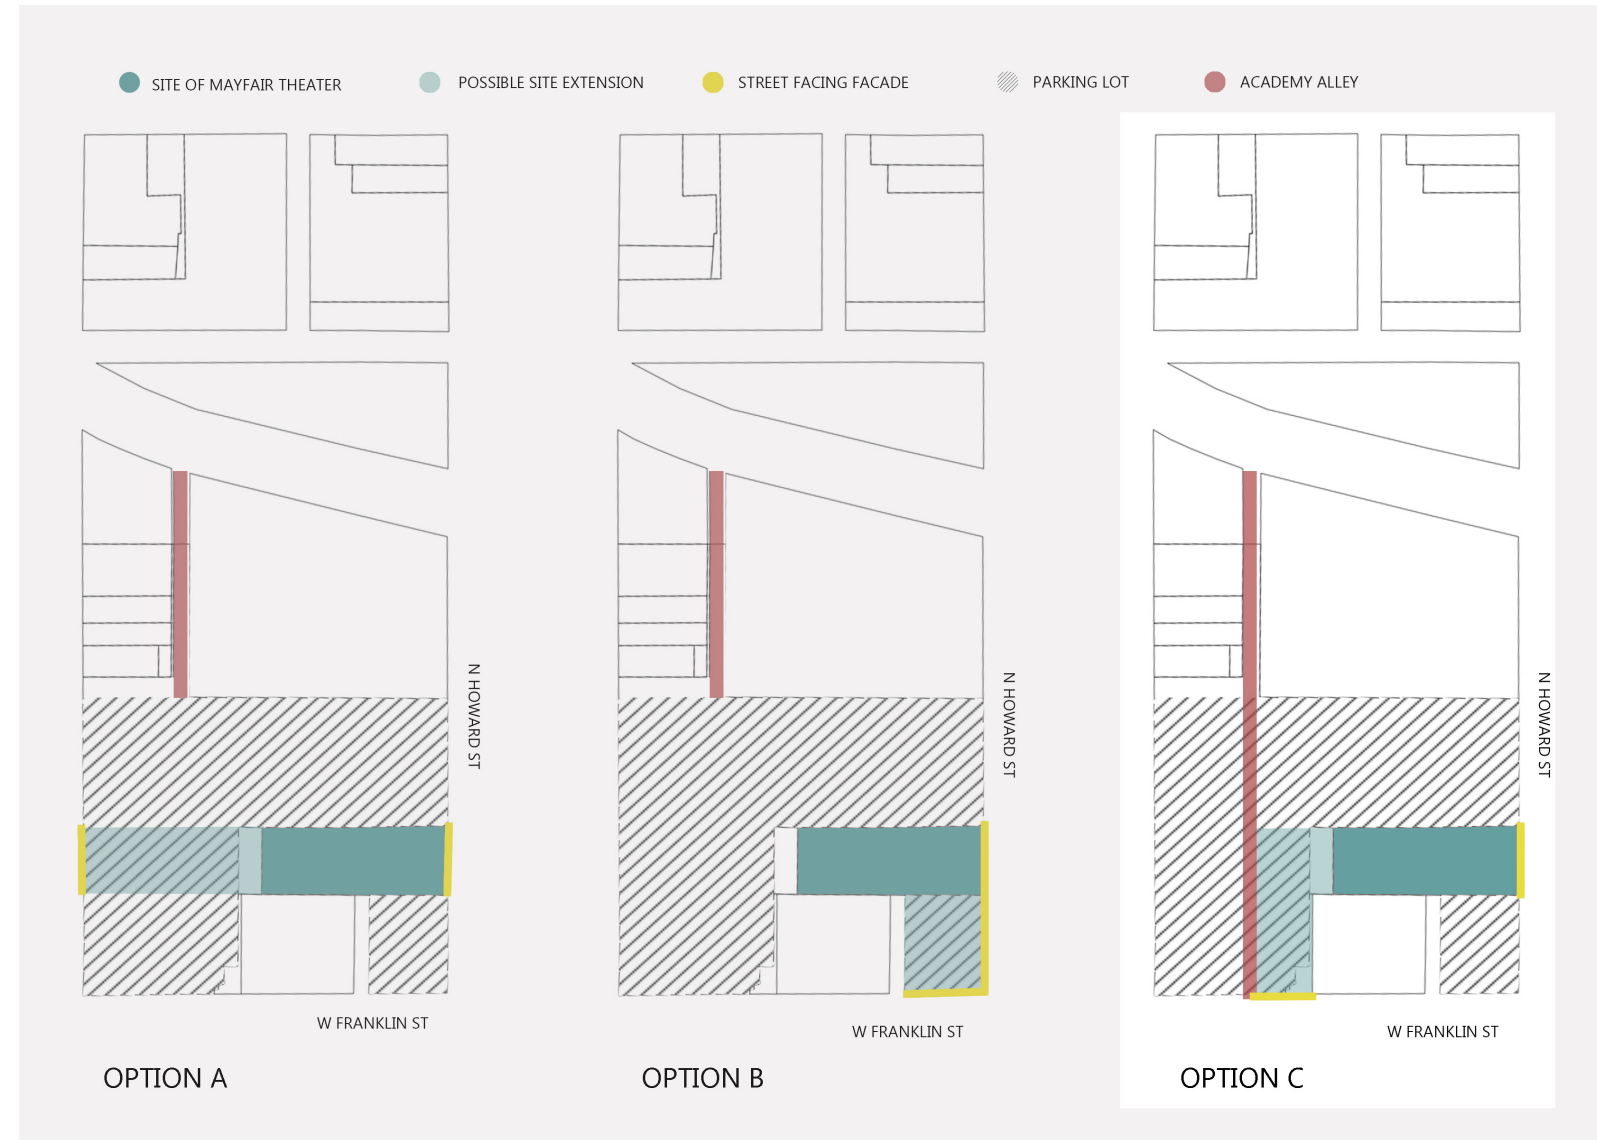 SITE OF MAYFAIR THEATER
POSSIBLE SITE EXTENSION
STREET FACING FACADE
PARKING LOT
ACADEMY ALLEY
N HOWARD ST
N HOWARD ST
N HOWARD ST
W FRANKLIN ST
W FRANKLIN ST
W FRANKLIN ST
OPTION A
OPTION B
OPTION C